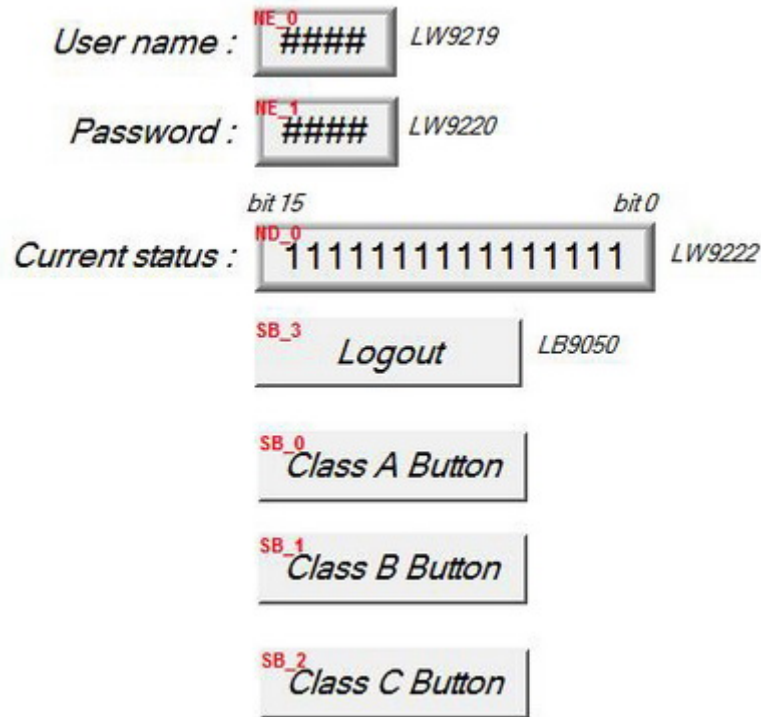 NE_0
User name : #### LW9219
NE_1
Password : #### LW9220
bit 15 bit 0
ND_0
Current status : 1111111111111111 LW9222
SB_3
Logout LB9050
SB_0
Class A Button
SB_1
Class B Button
SB_2
Class C Button